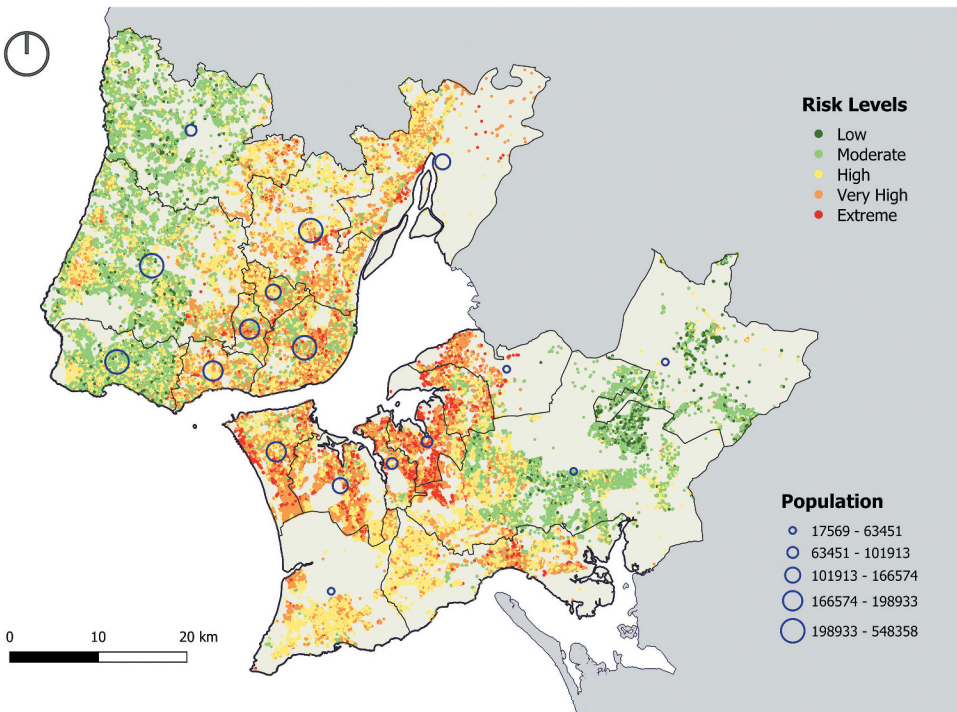 Risk Levels
Low
Moderate
High
Very High
Extreme
Population
17569 - 63451
63451 - 101913
101913 - 166574
166574 - 198933
198933 - 548358
0 10 20 km